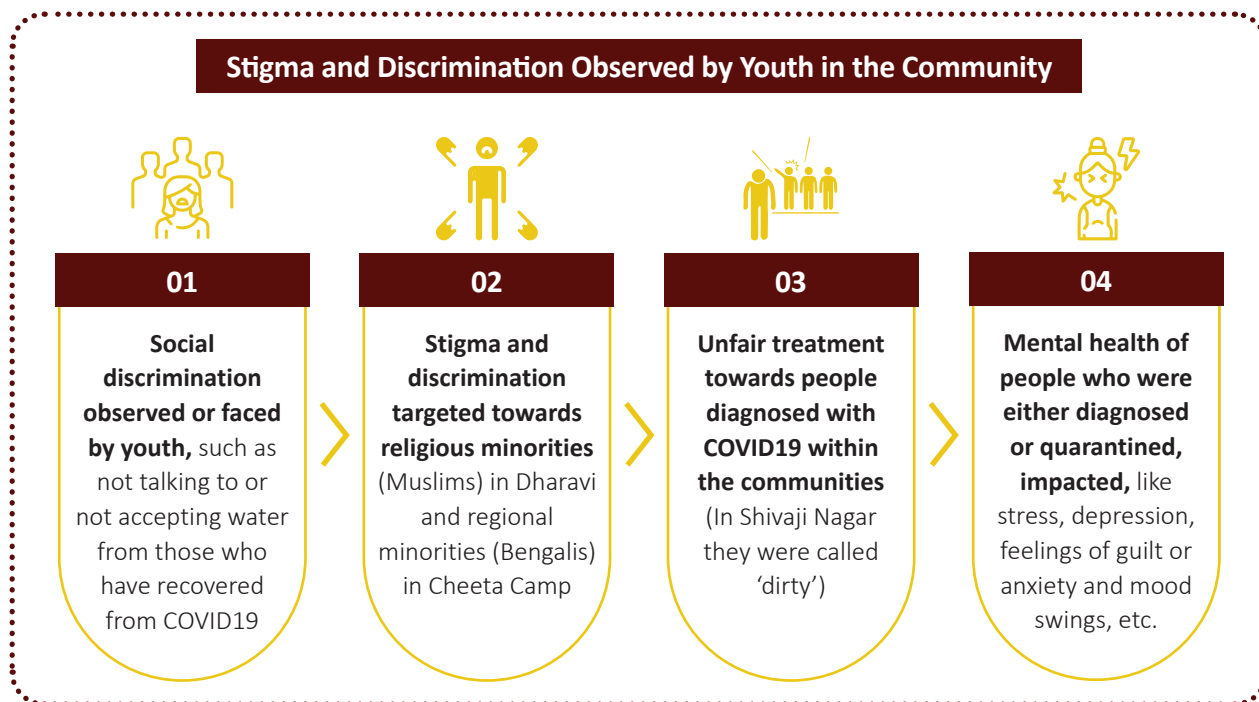 Stigma and Discrimination Observed by Youth in the Community
01
Social
discrimination
observed or faced
by youth, such as
not talking to or
not accepting water
from those who
have recovered
from COVID19
02
Stigma and
discrimination
targeted towards
religious minorities
(Muslims) in Dharavi
and regional
minorities (Bengalis)
in Cheeta Camp
03
Unfair treatment
towards people
diagnosed with
COVID19 within
the communities
(In Shivaji Nagar
they were called
‘dirty’)
04
Mental health of
people who were
either diagnosed
or quarantined,
impacted, like
stress, depression,
feelings of guilt or
anxiety and mood
swings, etc.